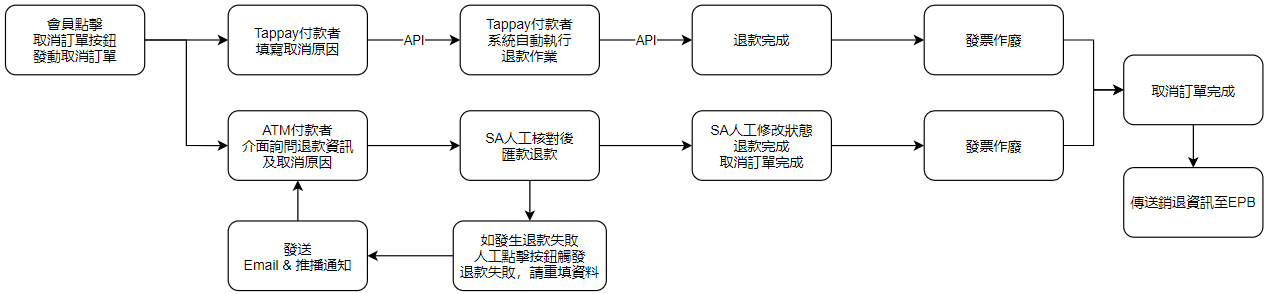 會員點擊
取消訂單按鈕
發動取消訂單
Tappay付款者
填寫取消原因
API
Tappay付款者
系統自動執行
退款作業
API
退款完成
發票作廢
取消訂單完成
ATM付款者
介面詢問退款資訊
及取消原因
SA人工核對後
匯款退款
SA人工修改狀態
退款完成
取消訂單完成
發票作廢
傳送銷退資訊至EPB
發送
Email & 推播通知
如發生退款失敗
人工點擊按鈕觸發
退款失敗，請重填資料